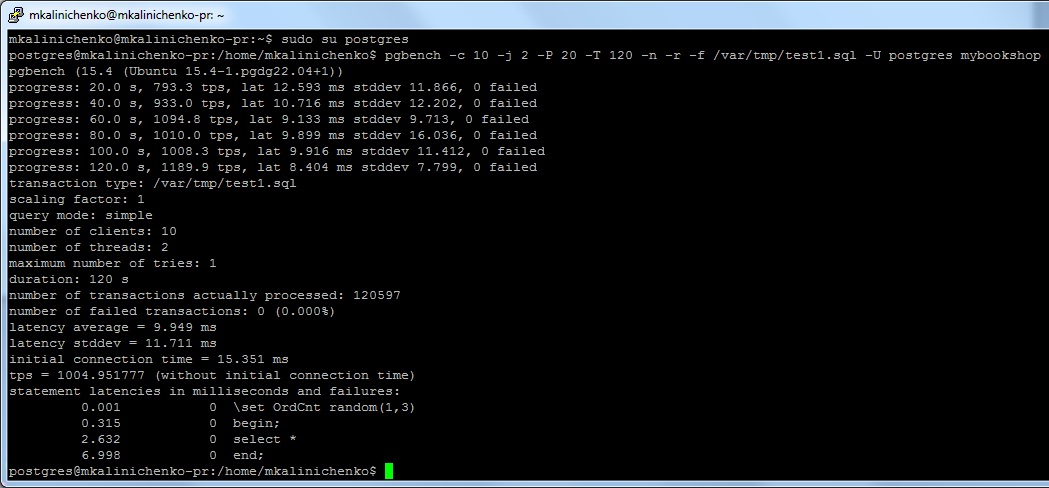 mkalinichenko@mkalinichenko-pr: ~
mkalinichenko@mkalinichenko-pr:~$ sudo su postgres
postgres@mkalinichenko-pr:/home/mkalinichenko$ pgbench -c 10 -j 2 -P 20 -T 120 -n -r -f /var/tmp/test1.sql -U postgres mybookshop
pgbench (15.4 (Ubuntu 15.4-1.pgdg22.04+1))
progress: 20.0 s, 793.3 tps, lat 12.593 ms stddev 11.866, 0 failed
progress: 40.0 s, 933.0 tps, lat 10.716 ms stddev 12.202, 0 failed
progress: 60.0 s, 1094.8 tps, lat 9.133 ms stddev 9.713, 0 failed
progress: 80.0 s, 1010.0 tps, lat 9.899 ms stddev 16.036, 0 failed
progress: 100.0 s, 1008.3 tps, lat 9.916 ms stddev 11.412, 0 failed
progress: 120.0 s, 1189.9 tps, lat 8.404 ms stddev 7.799, 0 failed
transaction type: /var/tmp/test1.sql
scaling factor: 1
query mode: simple
number of clients: 10
number of threads: 2
maximum number of tries: 1
duration: 120 s
number of transactions actually processed: 120597
number of failed transactions: 0 (0.000%)
latency average = 9.949 ms
latency stddev = 11.711 ms
initial connection time = 15.351 ms
tps = 1004.951777 (without initial connection time)
statement latencies in milliseconds and failures:
0.001 0 \set OrdCnt random(1,3)
0.315 0 begin;
2.632 0 select *
6.998 0 end;
postgres@mkalinichenko-pr:/home/mkalinichenko$